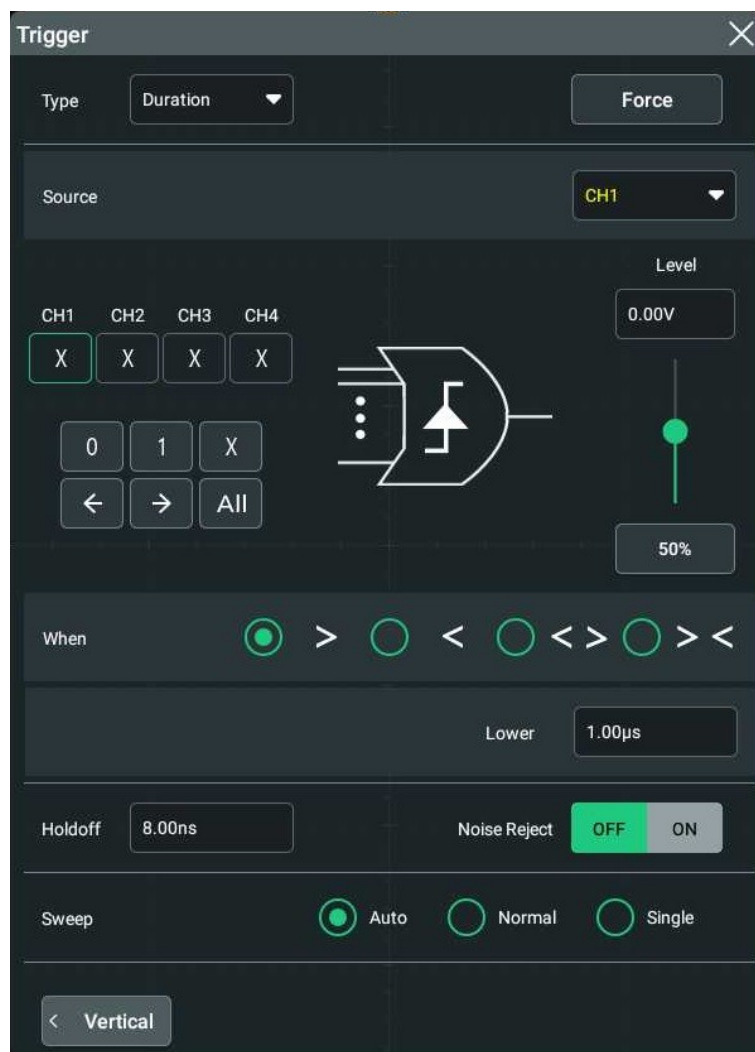 Trigger
Type Duration Force
Source CH1
Level
0.00V
CH1 CH2 CH3 CH4
X X X X
0 1 X
← → All
50%
When > < < > > <
Lower 1.00μs
Holdoff 8.00ns Noise Reject OFF ON
Sweep Auto Normal Single
< Vertical